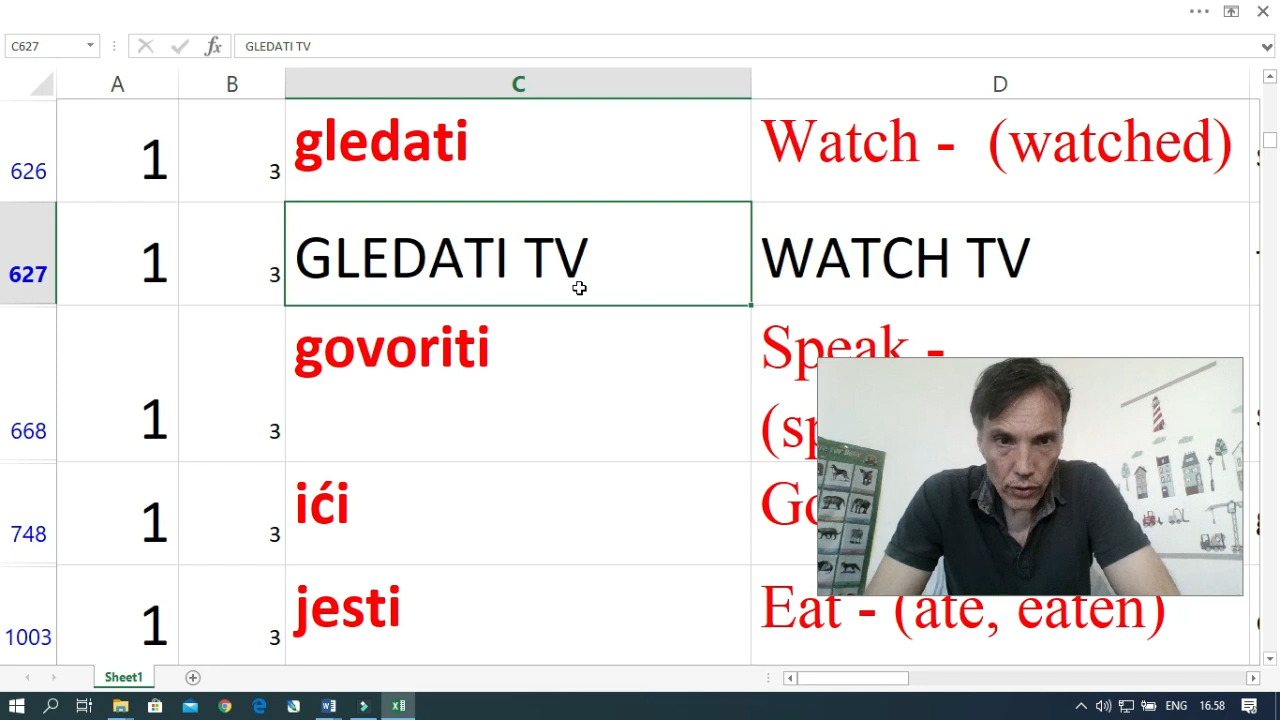 C627
fx
GLEDATI TV
A B C D
626 1 3 gledati Watch - (watched)
627 1 3 GLEDATI TV WATCH TV
668 1 3 govoriti Speak -
748 1 3 ići
1003 1 3 jesti Eat - (ate, eaten)
Sheet1
ENG 16.58